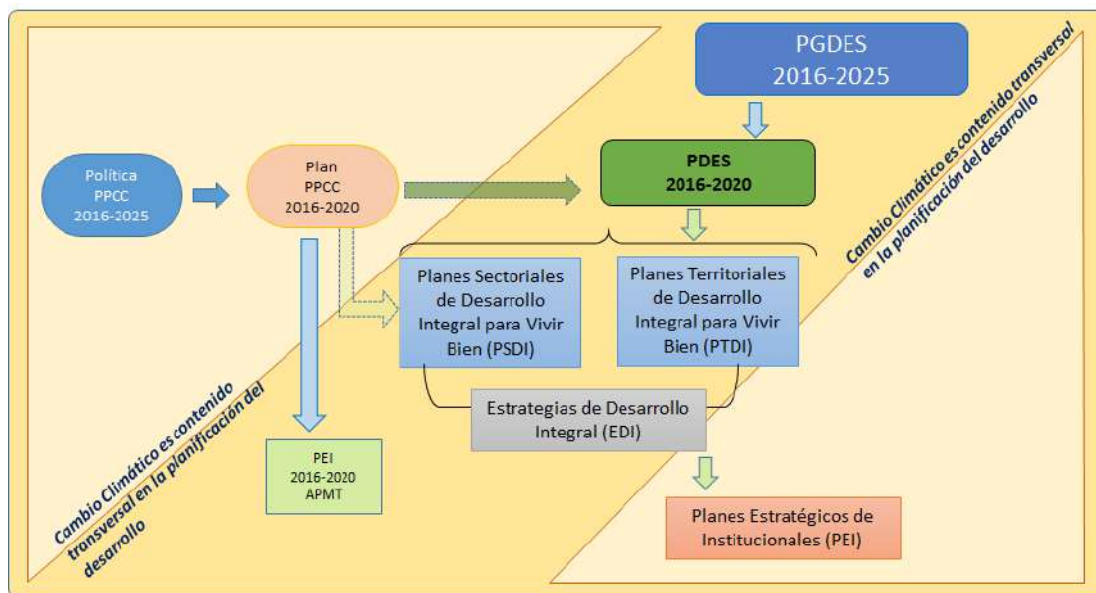 PGDES
2016-2025
Cambio Climático es contenido transversal
en la planificación del desarrollo
PDES
2016-2020
Política
PPCC
2016-2025
Plan
PPCC
2016-2020
Planes Sectoriales
de Desarrollo
Integral para Vivir
Bien (PSDI)
Planes Territoriales
de Desarrollo
Integral para Vivir
Bien (PTDI)
Estrategias de Desarrollo
Integral (EDI)
Cambio Climático es contenido
transversal en la planificación del
desarrollo
PEI
2016-2020
APMT
Planes Estratégicos de
Institucionales (PEI)